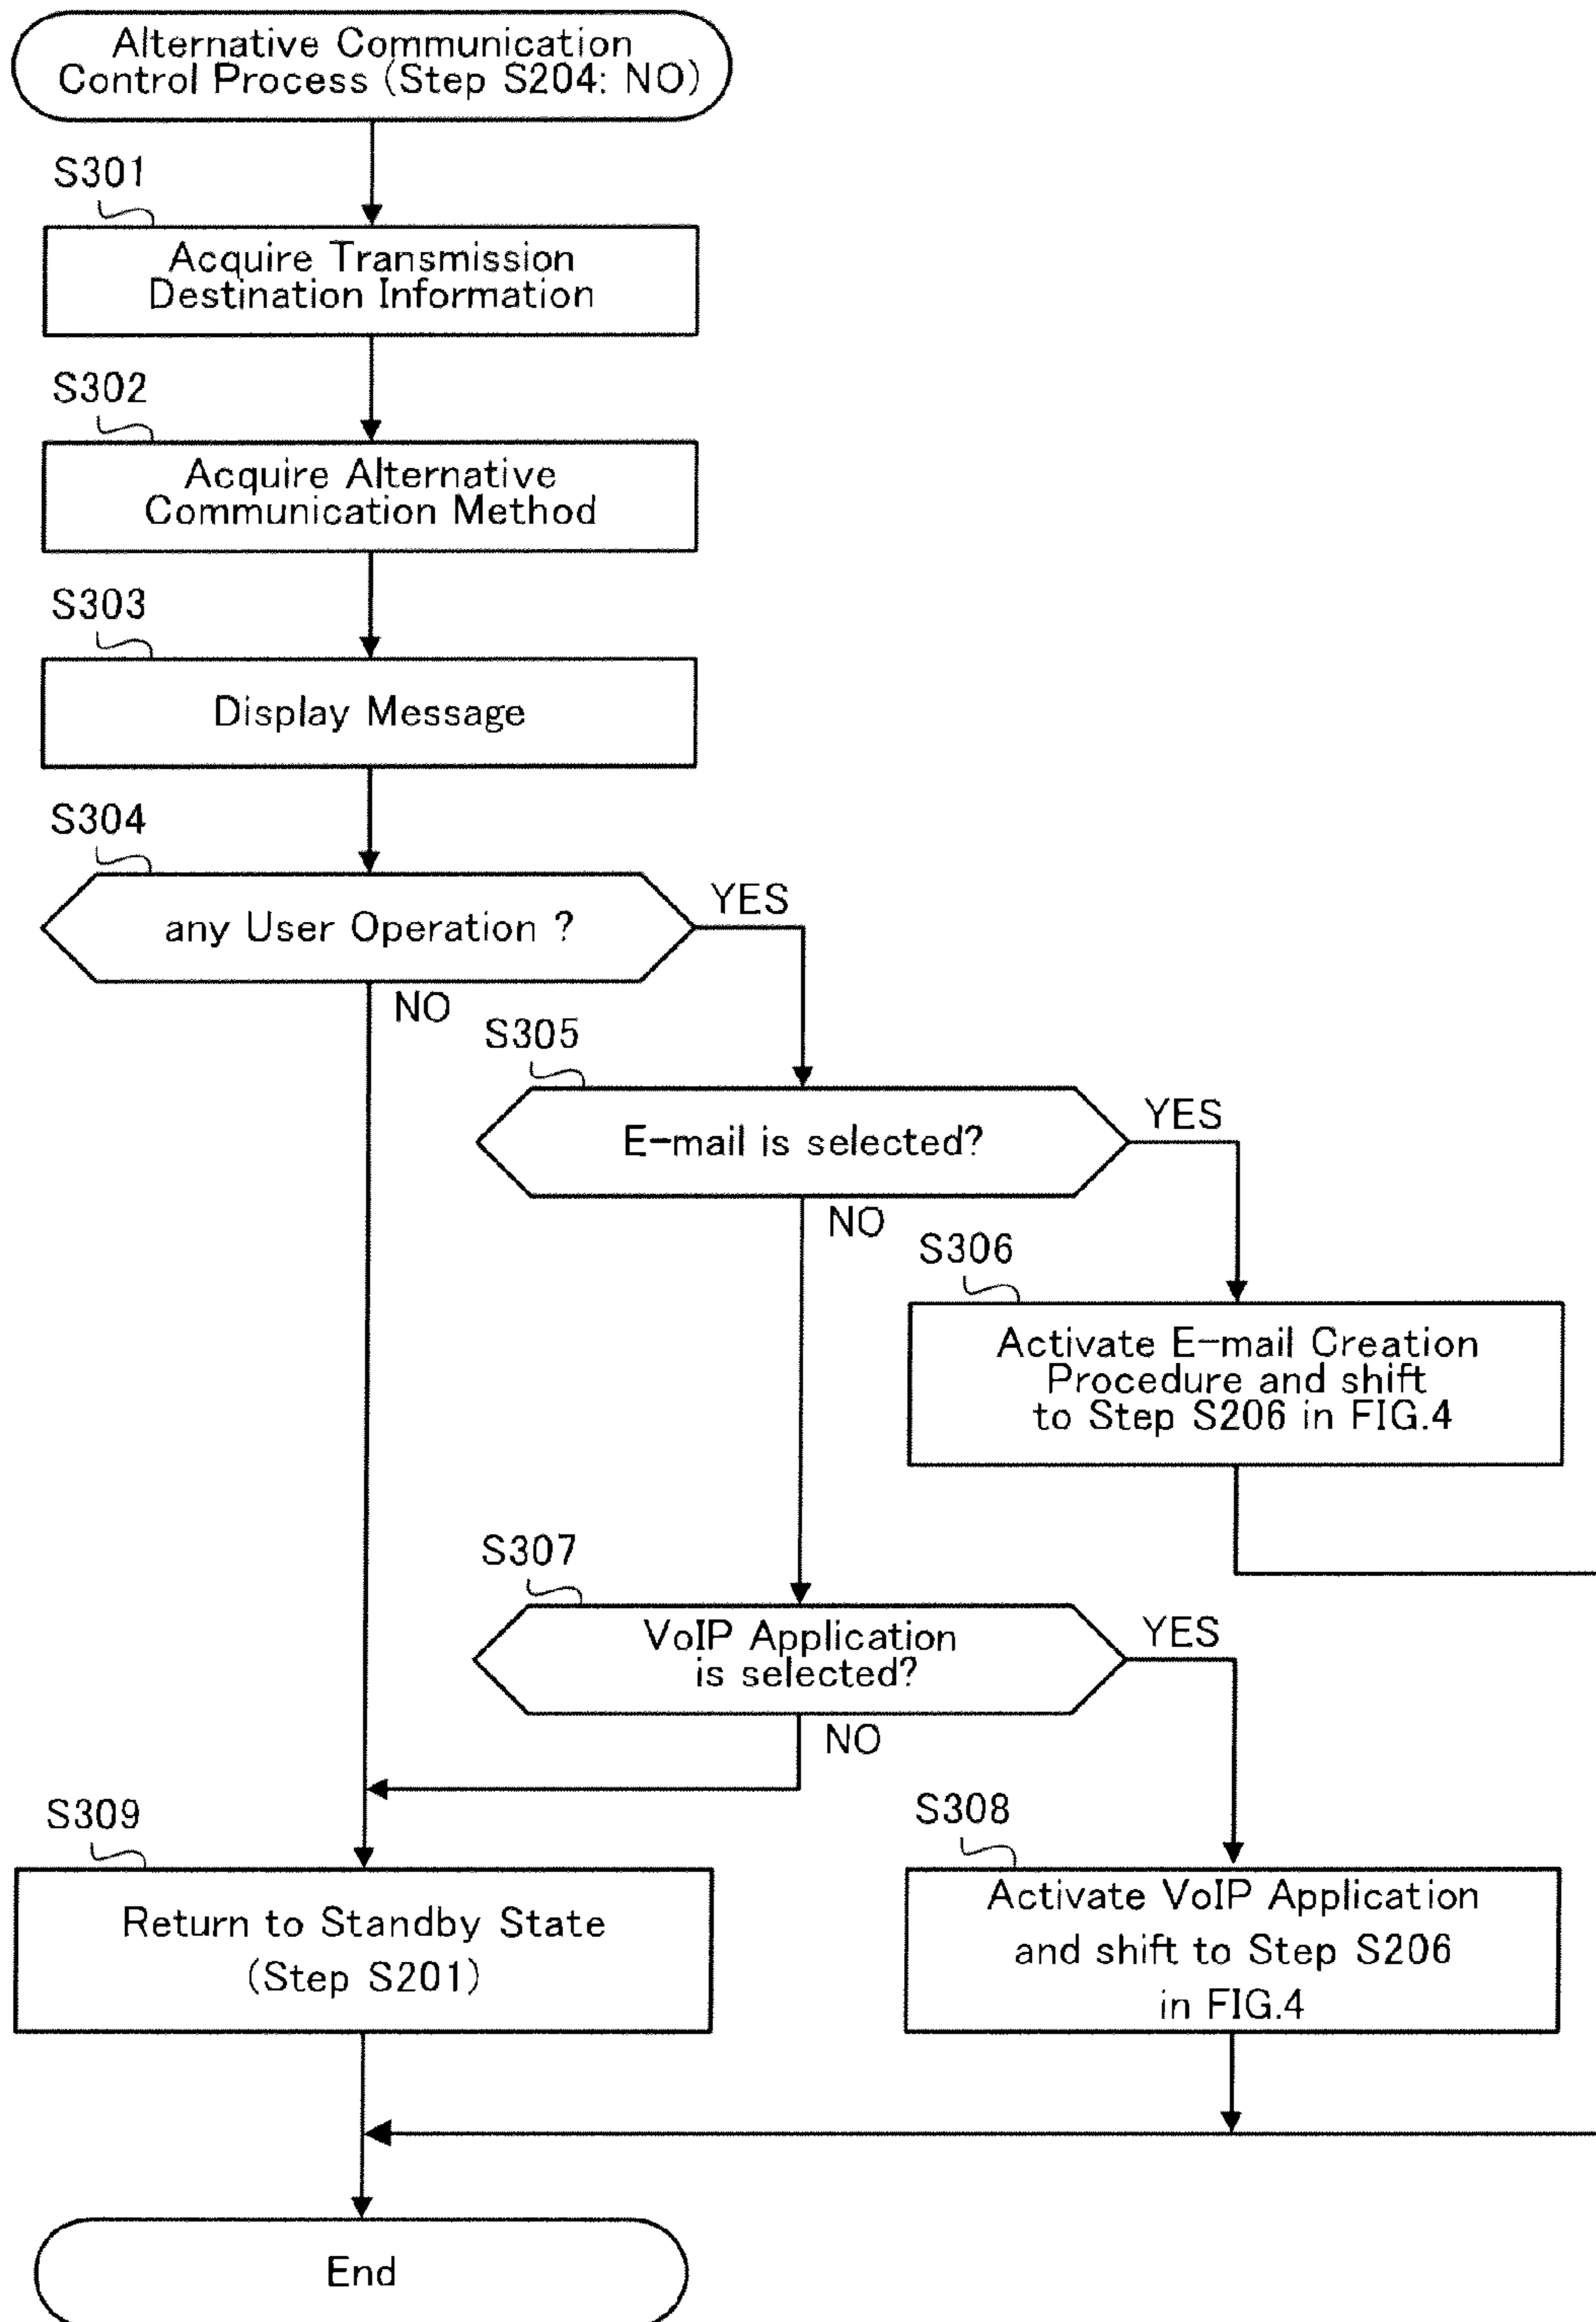 Alternative Communication
Control Process (Step S204: NO)
S301
Acquire Transmission
Destination Information
S302
Acquire Alternative
Communication Method
S303
Display Message
S304
any User Operation ?
YES
NO
S305
E-mail is selected?
YES
NO
S306
Activate E-mail Creation
Procedure and shift
to Step S206 in FIG.4
S307
VoIP Application
is selected?
YES
NO
S308
Activate VoIP Application
and shift to Step S206
in FIG.4
S309
Return to Standby State
(Step S201)
End